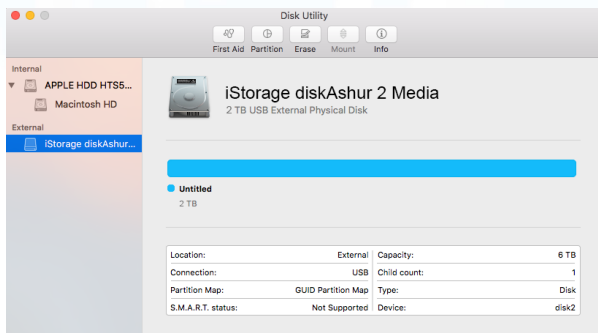 Disk Utility
First Aid Partition Erase Mount Info
Internal
APPLE HDD HTS5...
Macintosh HD
External
iStorage diskAshur...
iStorage diskAshur 2 Media
2 TB USB External Physical Disk
Untitled
2 TB
Location: External Capacity: 6 TB
Connection: USB Child count: 1
Partition Map: GUID Partition Map Type: Disk
S.M.A.R.T. status: Not Supported Device: disk2